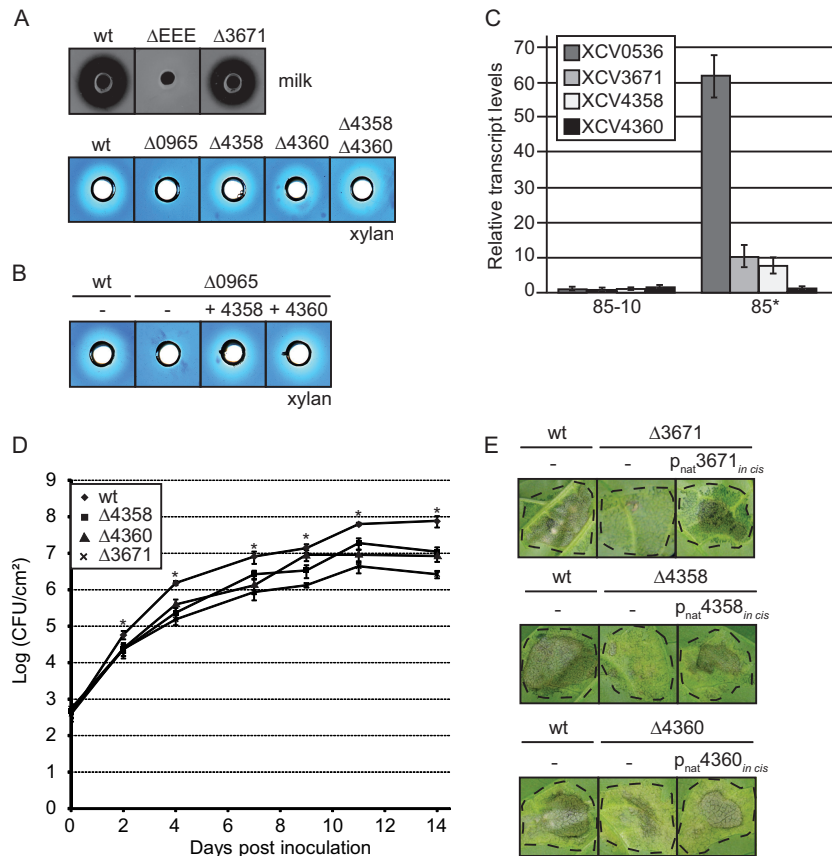 A
wt ΔEEE Δ3671
milk
wt Δ0965 Δ4358 Δ4360 Δ4358 Δ4360
xylan
B
wt Δ0965
- - + 4358 + 4360
xylan
C
Relative transcript levels
70
60
50
40
30
20
10
0
XCV0536
XCV3671
XCV4358
XCV4360
85-10 85*
D
Log (CFU/cm²)
9
8
7
6
5
4
3
2
1
0
wt
Δ4358
Δ4360
Δ3671
* * * * * *
0 2 4 6 8 10 12 14
Days post inoculation
E
wt Δ3671
- - pnat3671in cis
wt Δ4358
- - pnat4358in cis
wt Δ4360
- - pnat4360in cis